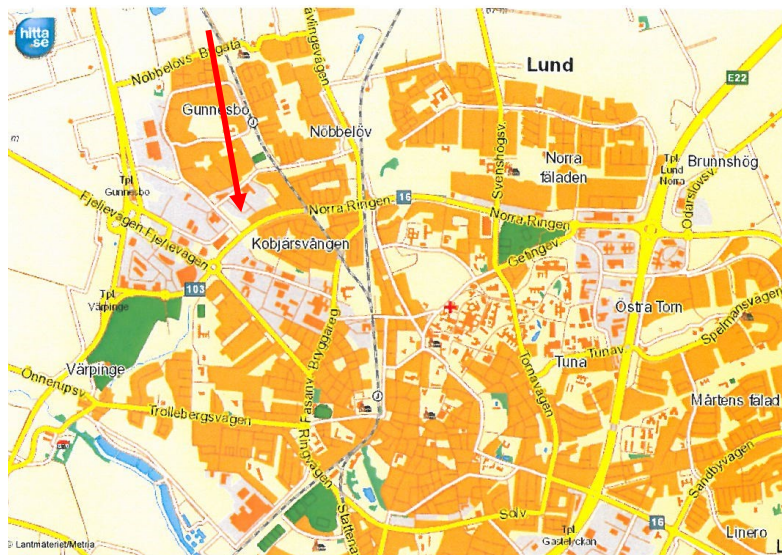 hitta.se
Nöbbelövs Bygata
Lund
E22
Gunnesbo
Nöbbelöv
Svenshögsv.
Norra
fäladen
Tpl.
Lund
Norra
Brunnshög
Odarslövsv.
Tpl.
Gunnesbo
Fjelievägen
Fjelievägen
Norra Ringen
16
Norra Ringen
Getingev
Kobjärsvången
103
Tpl.
Värpinge
Östra Torn
Spelmansvägen
Värpinge
Bryggareg
Fasanv.
Tornavägen
Tuna
Tunav.
Mårtens fälad
Önnerupsv.
Trollebergsvägen
Ringvägen
Sandbyvägen
Solv
16
Tpl.
Gastelyckan
Linero
© Lantmäteriet/Metria